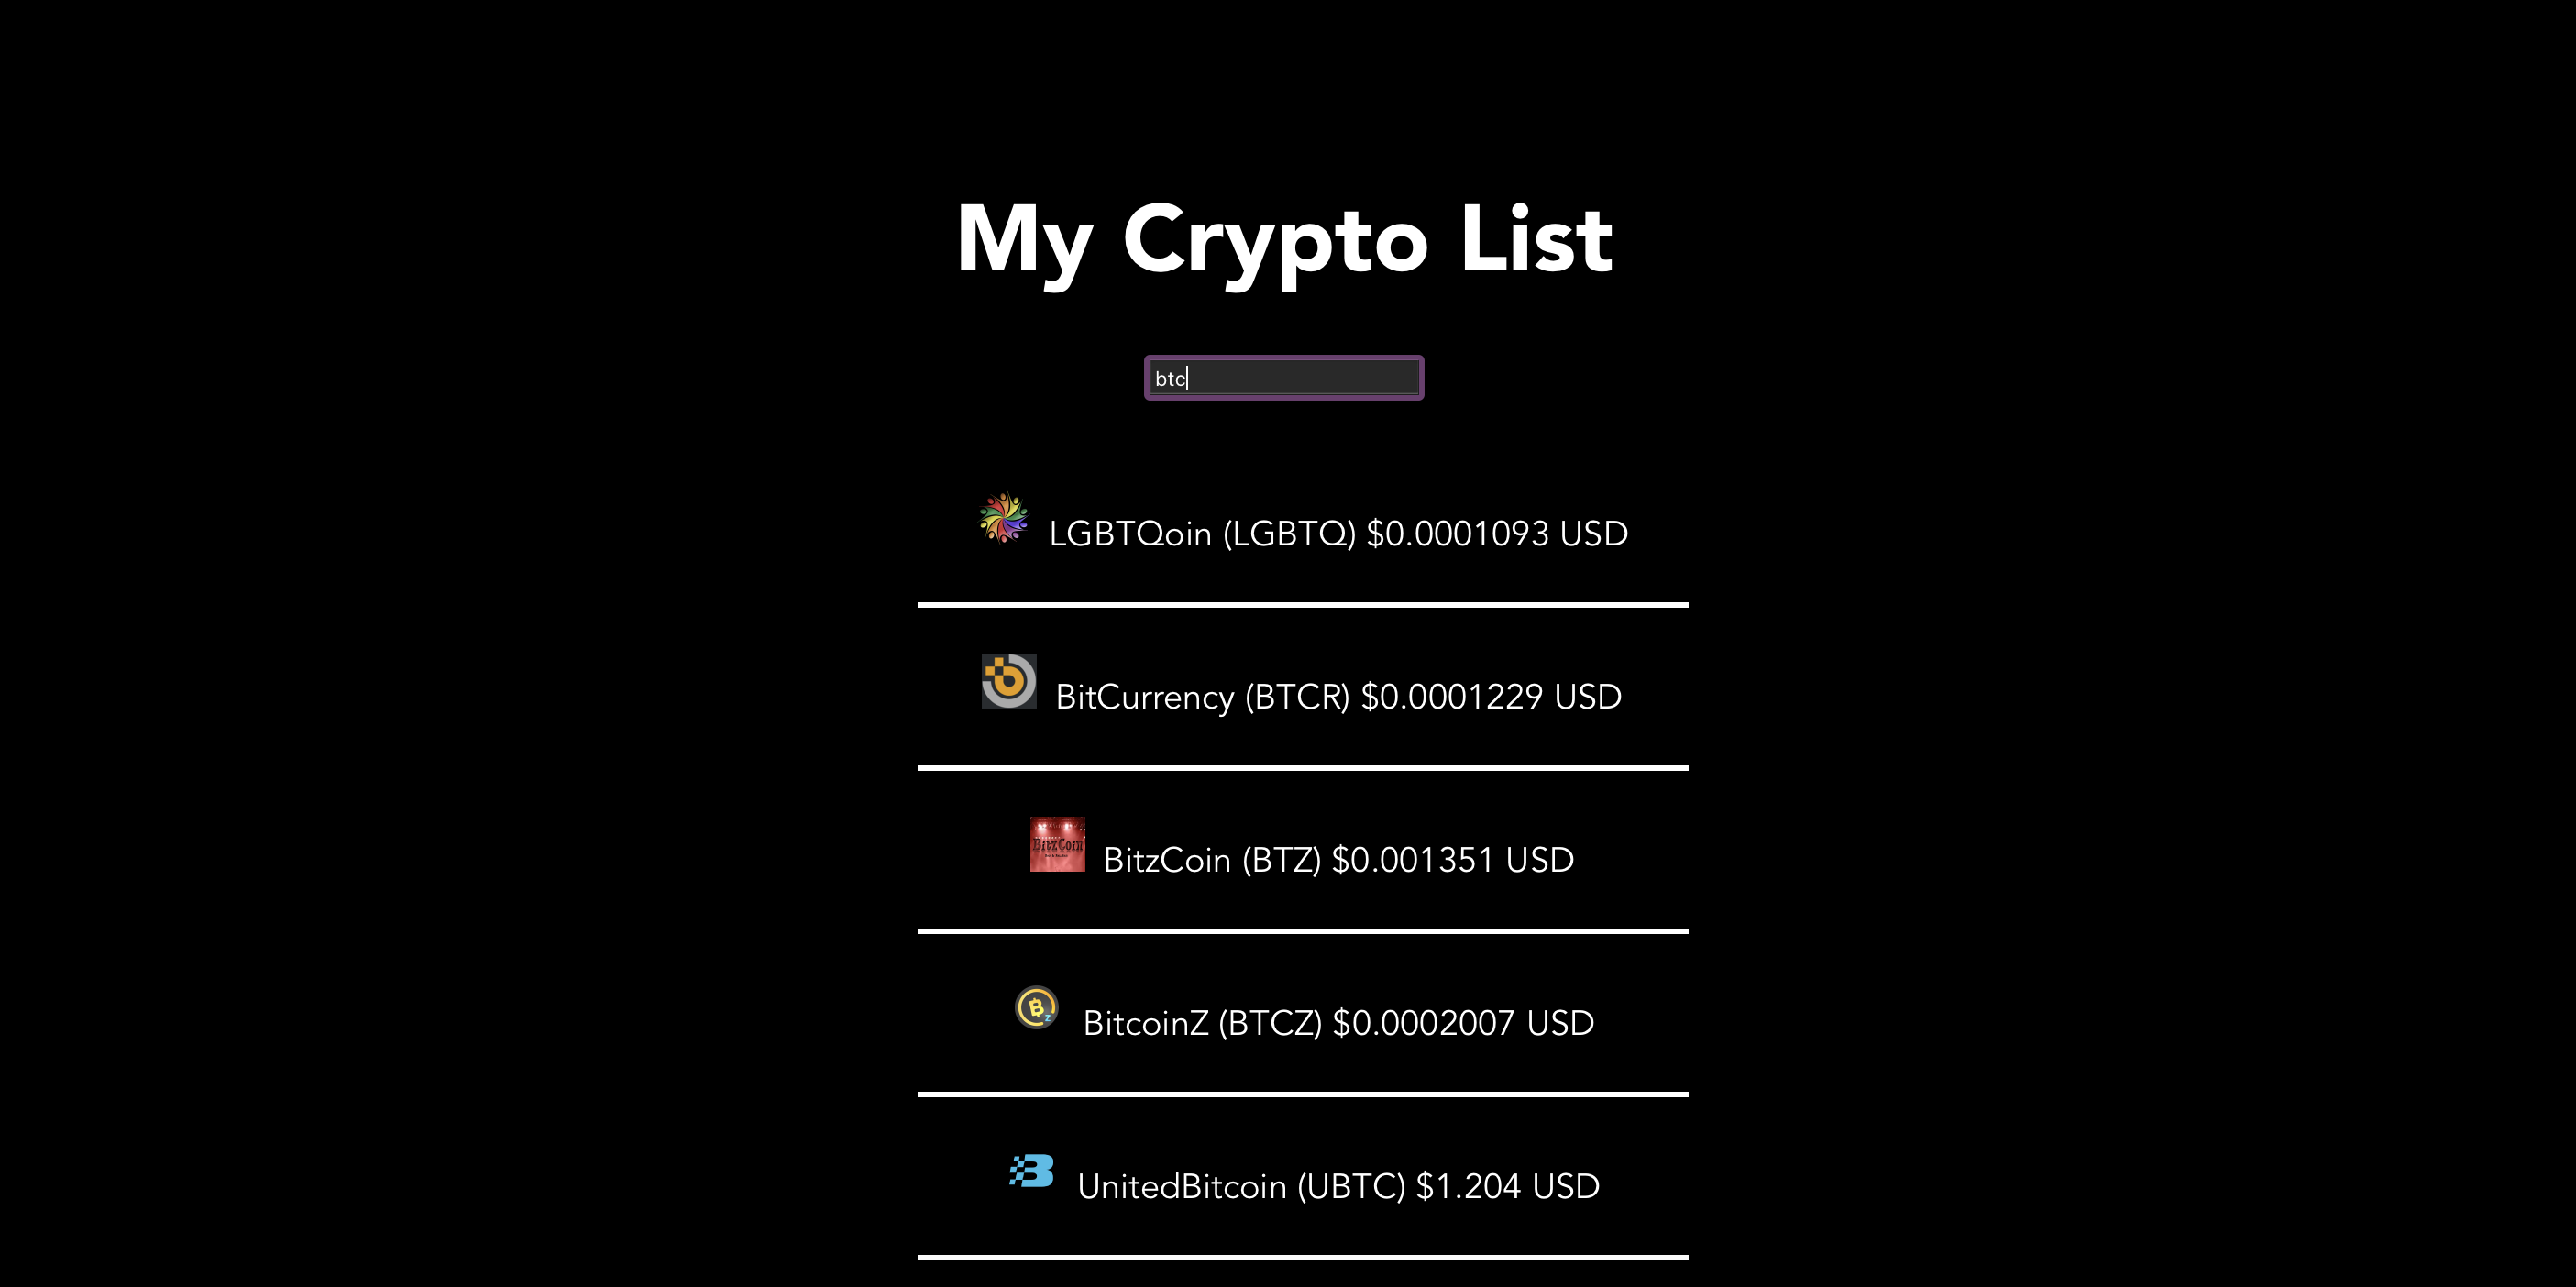 My Crypto List
btc
LGBTQoin (LGBTQ) $0.0001093 USD
BitCurrency (BTCR) $0.0001229 USD
BitzCoin
BitzCoin (BTZ) $0.001351 USD
BitcoinZ (BTCZ) $0.0002007 USD
UnitedBitcoin (UBTC) $1.204 USD